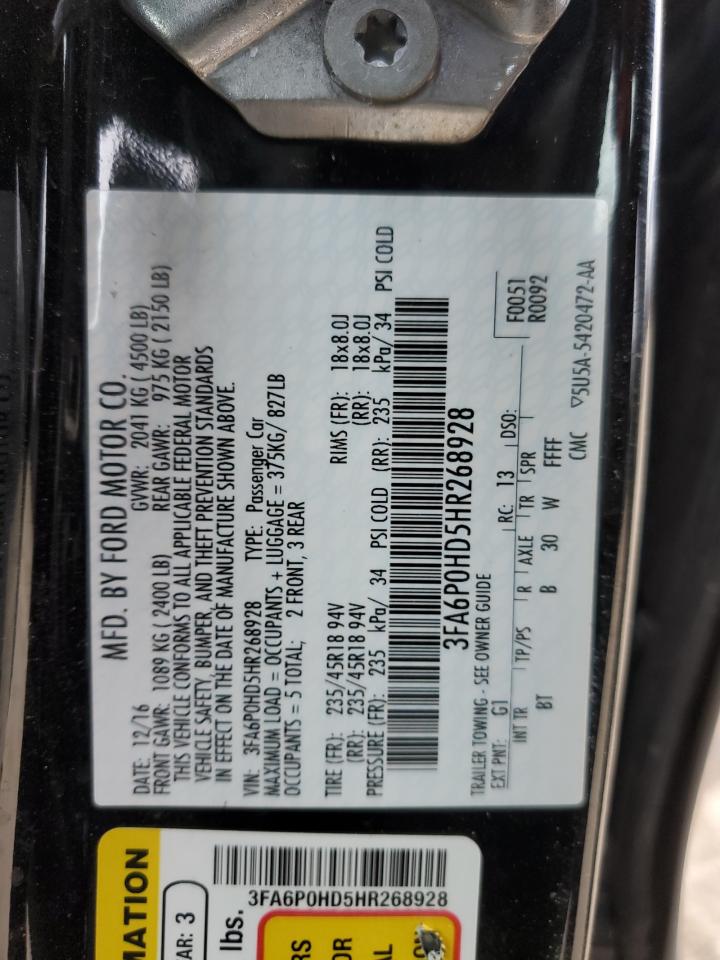 MFD. BY FORD MOTOR CO.
DATE: 12/16 GVWR: 2041 KG ( 4500 LB)
FRONT GAWR: 1089 KG ( 2400 LB) REAR GAWR: 975 KG ( 2150 LB)
THIS VEHICLE CONFORMS TO ALL APPLICABLE FEDERAL MOTOR
VEHICLE SAFETY, BUMPER, AND THEFT PREVENTION STANDARDS
IN EFFECT ON THE DATE OF MANUFACTURE SHOWN ABOVE.
VIN: 3FA6P0HD5HR268928 TYPE: Passenger Car
MAXIMUM LOAD = OCCUPANTS + LUGGAGE = 375KG/ 827LB
OCCUPANTS = 5 TOTAL; 2 FRONT, 3 REAR
TIRE (FR): 235/45R18 94V RIMS (FR): 18x8.0J
(RR): 235/45R18 94V (RR): 18x8.0J
PRESSURE (FR): 235 kPa/ 34 PSI COLD (RR): 235 kPa/ 34 PSI COLD
3FA6P0HD5HR268928
TRAILER TOWING - SEE OWNER GUIDE F0051
EXT PNT: G1 RC: 13 DSO: R0092
INT TR TP/PS R AXLE TR SPR
BT B 30 W FFFF
CMC ▽5U5A-5420472-AA
3FA6P0HD5HR268928
MATION
AR: 3
lbs.
RS
OR
AL